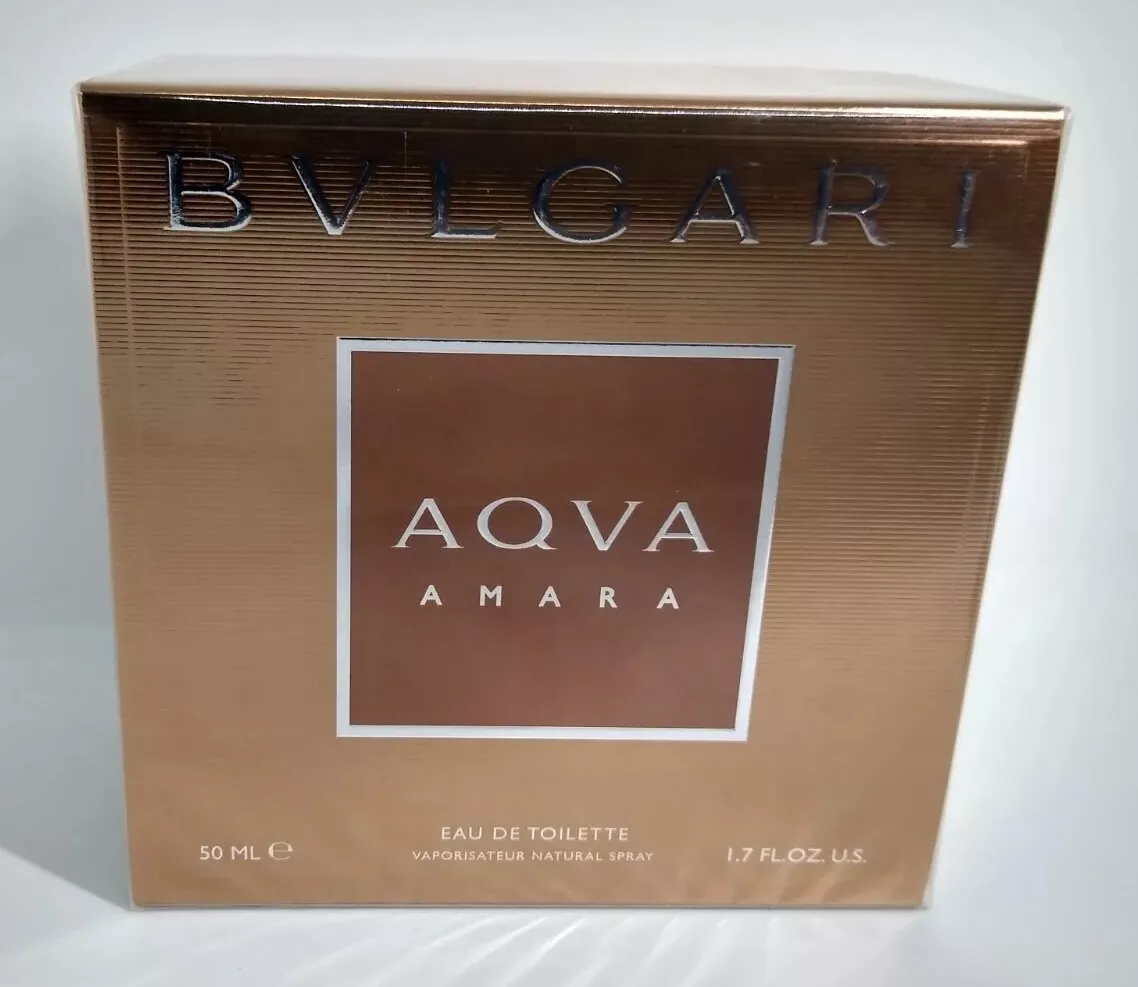 BVLGARI
AQVA
AMARA
EAU DE TOILETTE
50 ML ℮ VAPORISATEUR NATURAL SPRAY 1.7 FL.OZ. U.S.